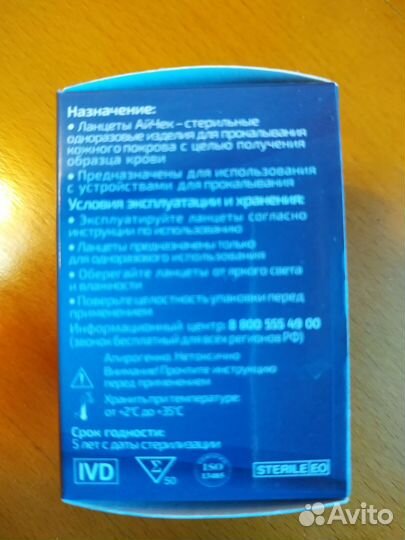 Назначение:
• Ланцеты АйЧек – стерильные
одноразовые изделия для прокалывания
кожного покрова с целью получения
образца крови
• Предназначены для использования
с устройствами для прокалывания
Условия эксплуатации и хранения:
• Эксплуатируйте ланцеты согласно
инструкции по использованию
• Ланцеты предназначены только
для одноразового использования
• Оберегайте ланцеты от яркого света
и влажности
• Поверьте целостность упаковки перед
применением
Информационный центр: 8 800 555 49 00
(звонок бесплатный для всех регионов РФ)
Апирогенно. Нетоксично
Внимание! Прочтите инструкцию
перед применением
Хранить при температуре:
от +2°С до +35°С
Срок годности:
5 лет с даты стерилизации
IVD
Σ
50
ISO
13485
STERILE EO
Avito